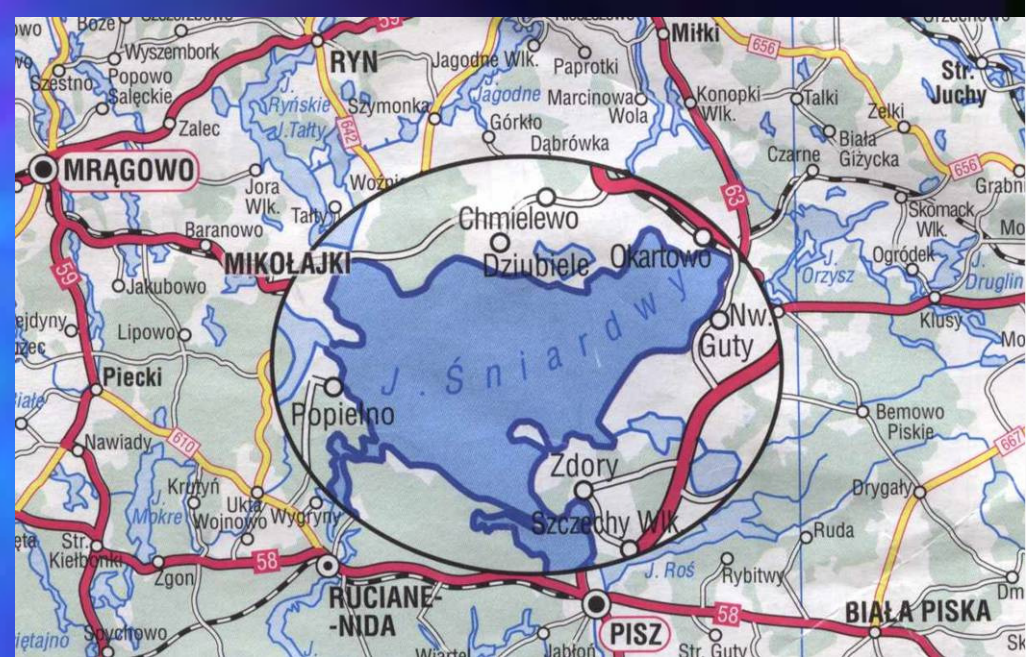 Boże
Wyszembork
Szestno
Popowo
Salęckie
Zalec
MRĄGOWO
59
RYN
J.
Ryńskie
J.Tałty
642
Szymonka
Jagodne Wlk.
J.
Jagodne
Górkło
Paprotki
Marcinowa
Wola
Dąbrówka
Miłki
Konopki
Wlk.
656
Talki
Biała
Giżycka
Czarne
Zelki
Str.
Juchy
656
Skomack
Wlk.
Ogródek
J.
Orzysz
J.
Druglin
Klusy
63
Jora
Wlk.
Tałty
Baranowo
MIKOŁAJKI
Chmielewo
Dziubiele
Okartowo
Nw.
Guty
J. Śniardwy
Popielno
Zdory
Szczechy Wlk
59
Jakubowo
Lipowo
Piecki
610
Nawiady
Krutyń
Ukta
Wojnowo
Wygryny
J.
Mokre
Str.
Kiełbonki
Zgon
58
Spychowo
RUCIANE-
-NIDA
PISZ
J. Roś
Rybitwy
Ruda
Bemowo
Piskie
Drygały
667
58
BIAŁA PISKA
Str. Guty
Jabłoń
Wiartel